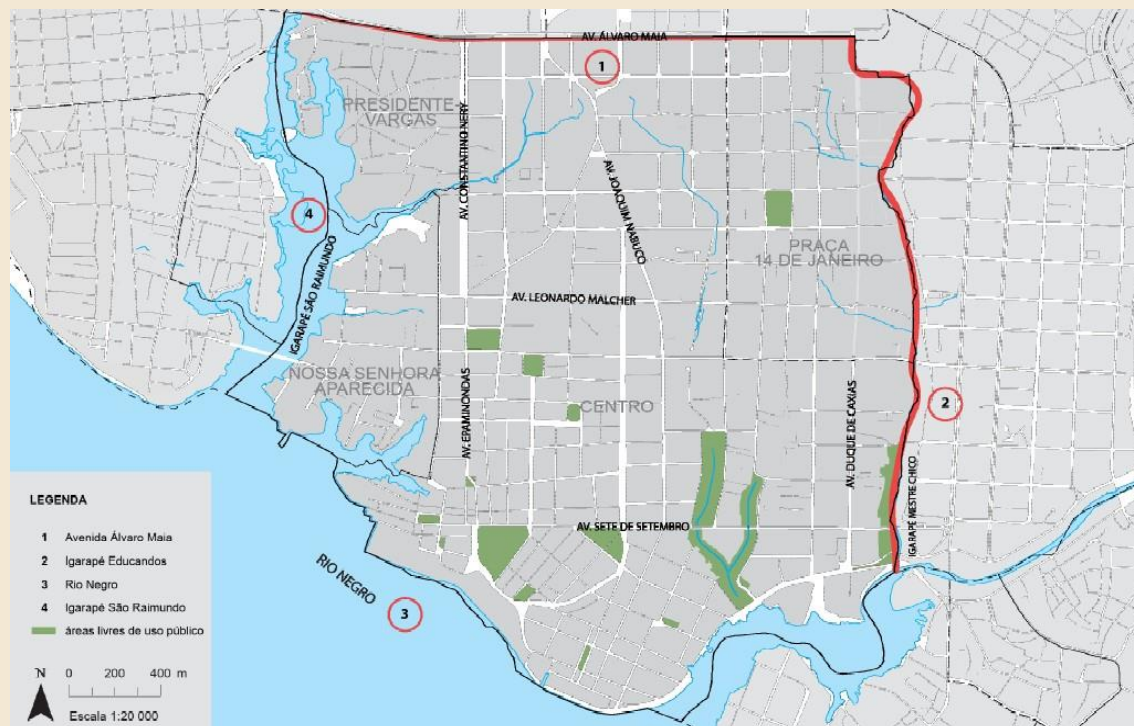 AV. ÁLVARO MAIA
1
PRESIDENTE
VARGAS
AV. CONSTANTINO NERY
AV. JOAQUIM NABUCO
4
PRAÇA
14 DE JANEIRO
IGARAPÉ SÃO RAIMUNDO
AV. LEONARDO MALCHER
NOSSA SENHORA
APARECIDA
AV. EPAMINONDAS
CENTRO
AV. DUQUE DE CAXIAS
2
IGARAPÉ MESTRE CHICO
AV. SETE DE SETEMBRO
RIO NEGRO
3
LEGENDA
1 Avenida Álvaro Maia
2 Igarapé Educandos
3 Rio Negro
4 Igarapé São Raimundo
áreas livres de uso público
N 0 200 400 m
Escala 1:20 000